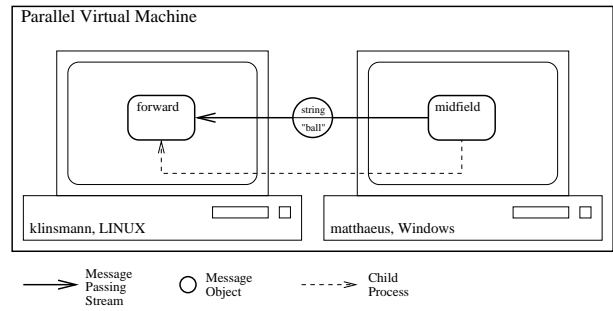 Parallel Virtual Machine
forward
string
"ball"
midfield
klinsmann, LINUX
matthaeus, Windows
Message
Passing
Stream
Message
Object
Child
Process